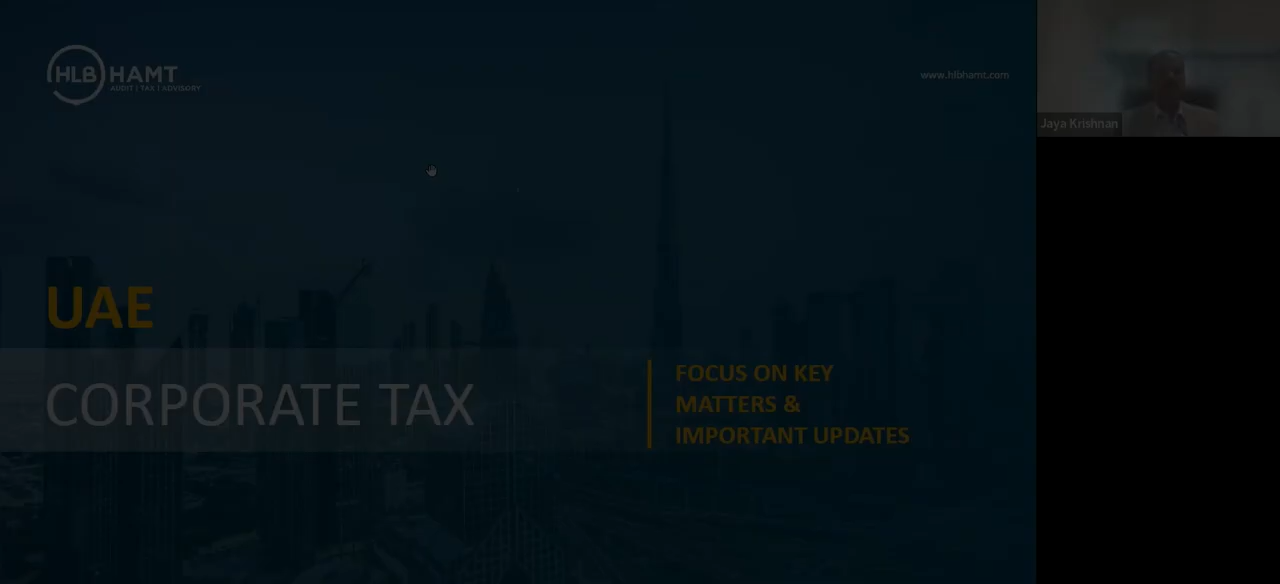 HLB HAMT
AUDIT | TAX | ADVISORY
www.hlbhamt.com
Jaya Krishnan
UAE
CORPORATE TAX
FOCUS ON KEY
MATTERS &
IMPORTANT UPDATES